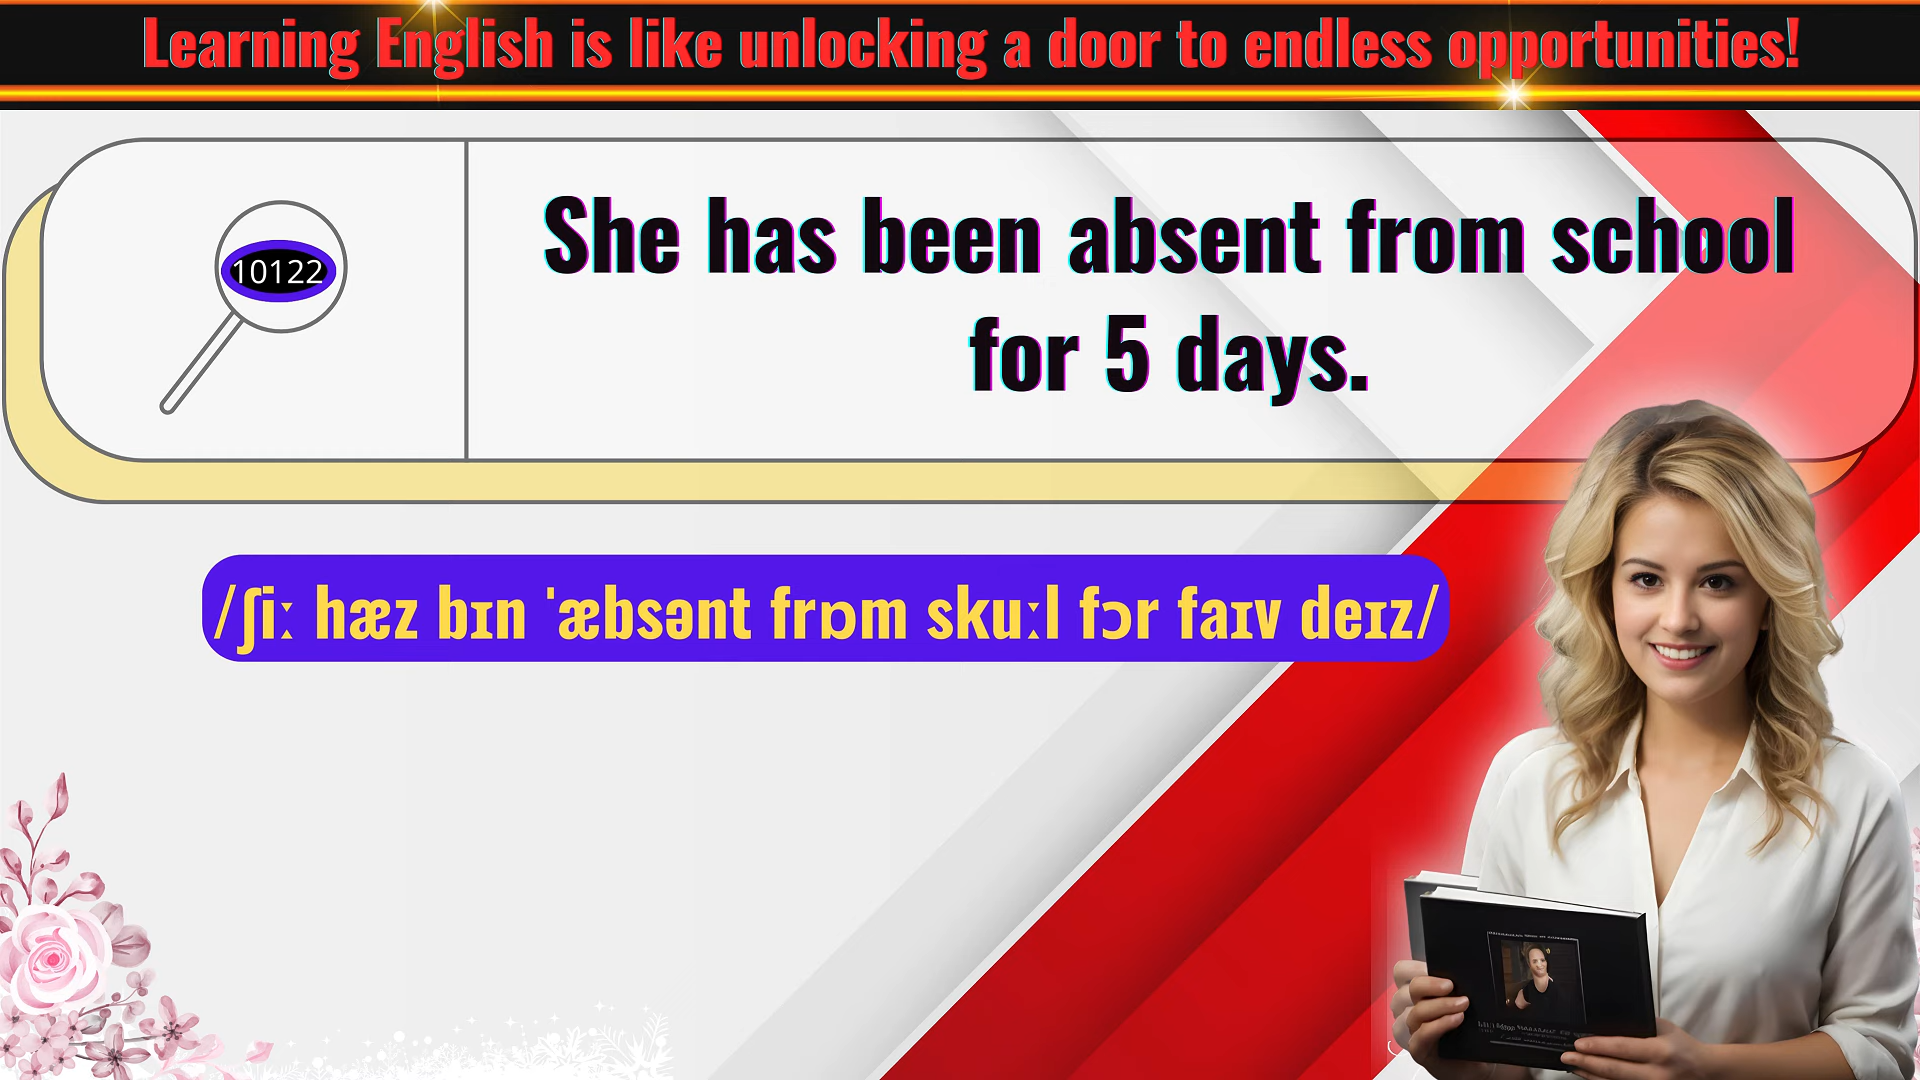 Learning English is like unlocking a door to endless opportunities!
10122
She has been absent from school
for 5 days.
/ʃiː hæz bɪn ˈæbsənt frɒm skuːl fɔr faɪv deɪz/